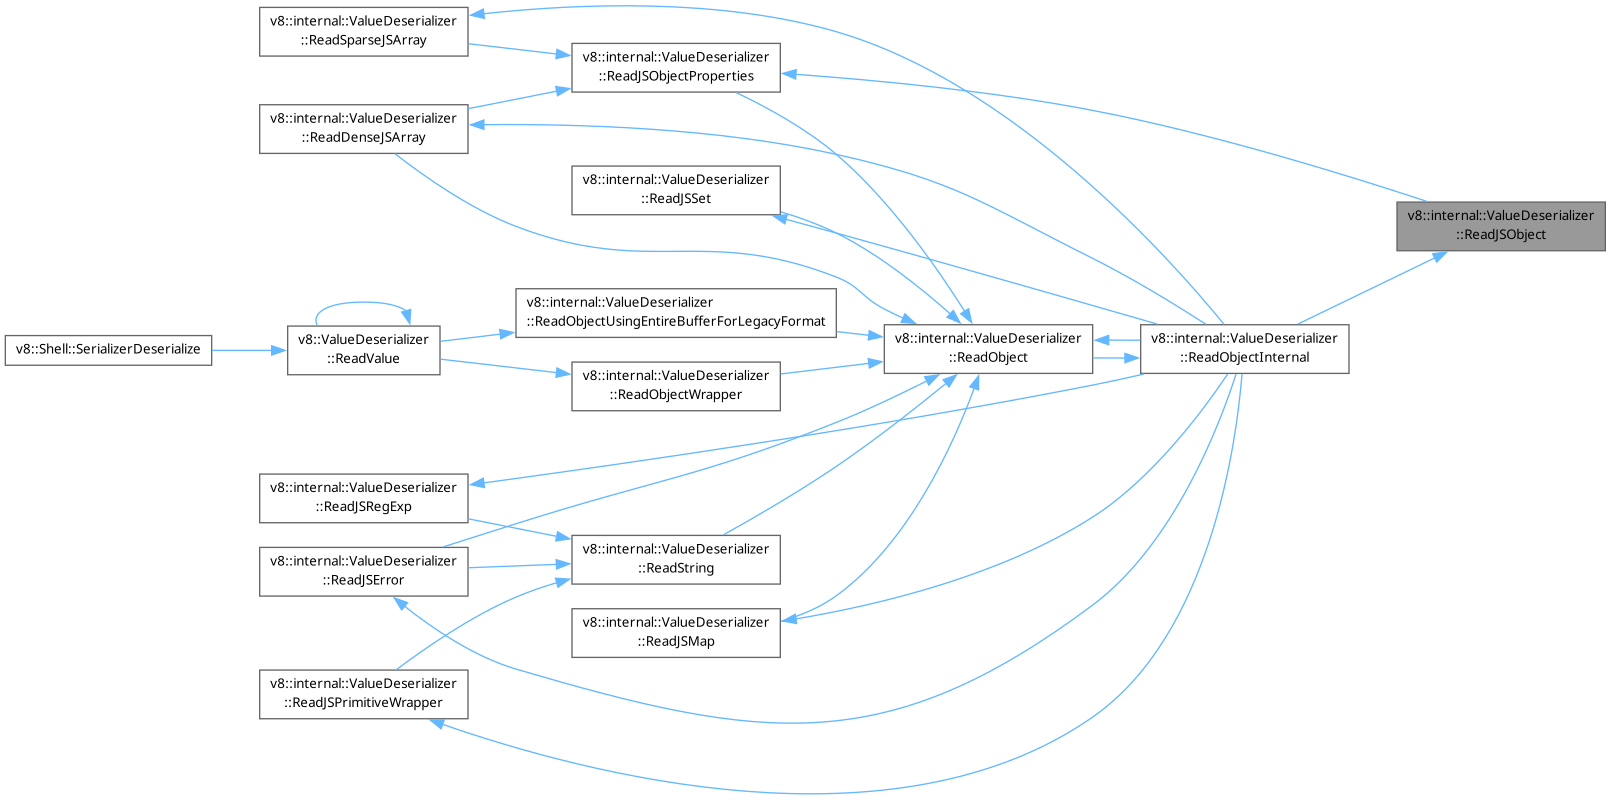 v8::internal::ValueDeserializer
::ReadSparseJSArray
v8::internal::ValueDeserializer
::ReadJSObjectProperties
v8::internal::ValueDeserializer
::ReadDenseJSArray
v8::internal::ValueDeserializer
::ReadJSSet
v8::internal::ValueDeserializer
::ReadJSObject
v8::internal::ValueDeserializer
::ReadObjectUsingEntireBufferForLegacyFormat
v8::Shell::SerializerDeserialize
v8::ValueDeserializer
::ReadValue
v8::internal::ValueDeserializer
::ReadObject
v8::internal::ValueDeserializer
::ReadObjectInternal
v8::internal::ValueDeserializer
::ReadObjectWrapper
v8::internal::ValueDeserializer
::ReadJSRegExp
v8::internal::ValueDeserializer
::ReadString
v8::internal::ValueDeserializer
::ReadJSError
v8::internal::ValueDeserializer
::ReadJSMap
v8::internal::ValueDeserializer
::ReadJSPrimitiveWrapper